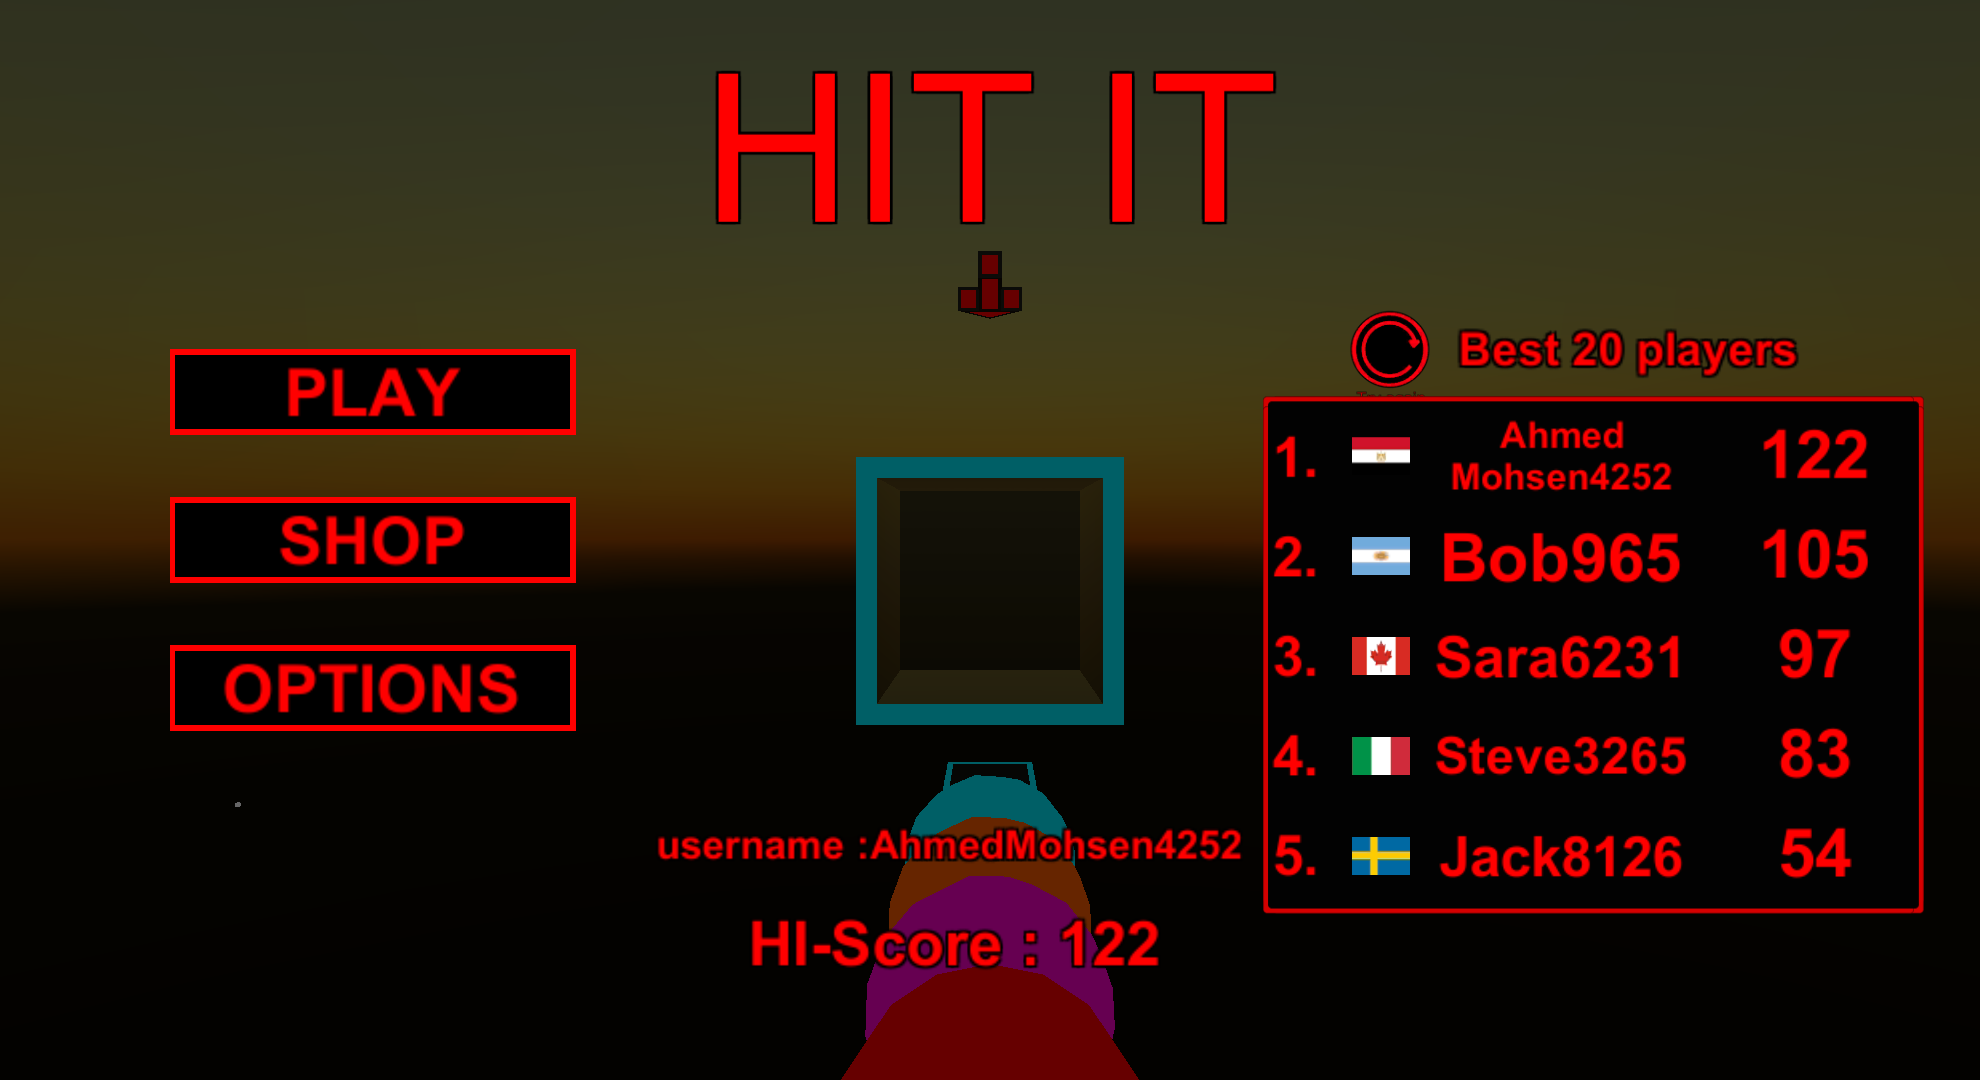 HIT IT
PLAY
SHOP
OPTIONS
Best 20 players
1. Ahmed
Mohsen4252 122
2. Bob965 105
3. Sara6231 97
4. Steve3265 83
5. Jack8126 54
username :AhmedMohsen4252
HI-Score : 122